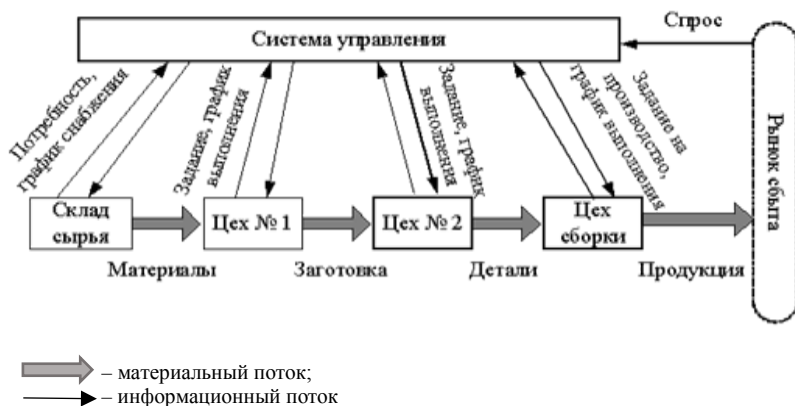 Спрос
Система управления
Потребность,
график снабжения
Задание, график
выполнения
Задание, график
выполнения
Задание на
производство,
график выполнения
Рынок сбыта
Склад
сырья
Цех № 1
Цех № 2
Цех
сборки
Материалы
Заготовка
Детали
Продукция
– материальный поток;
– информационный поток